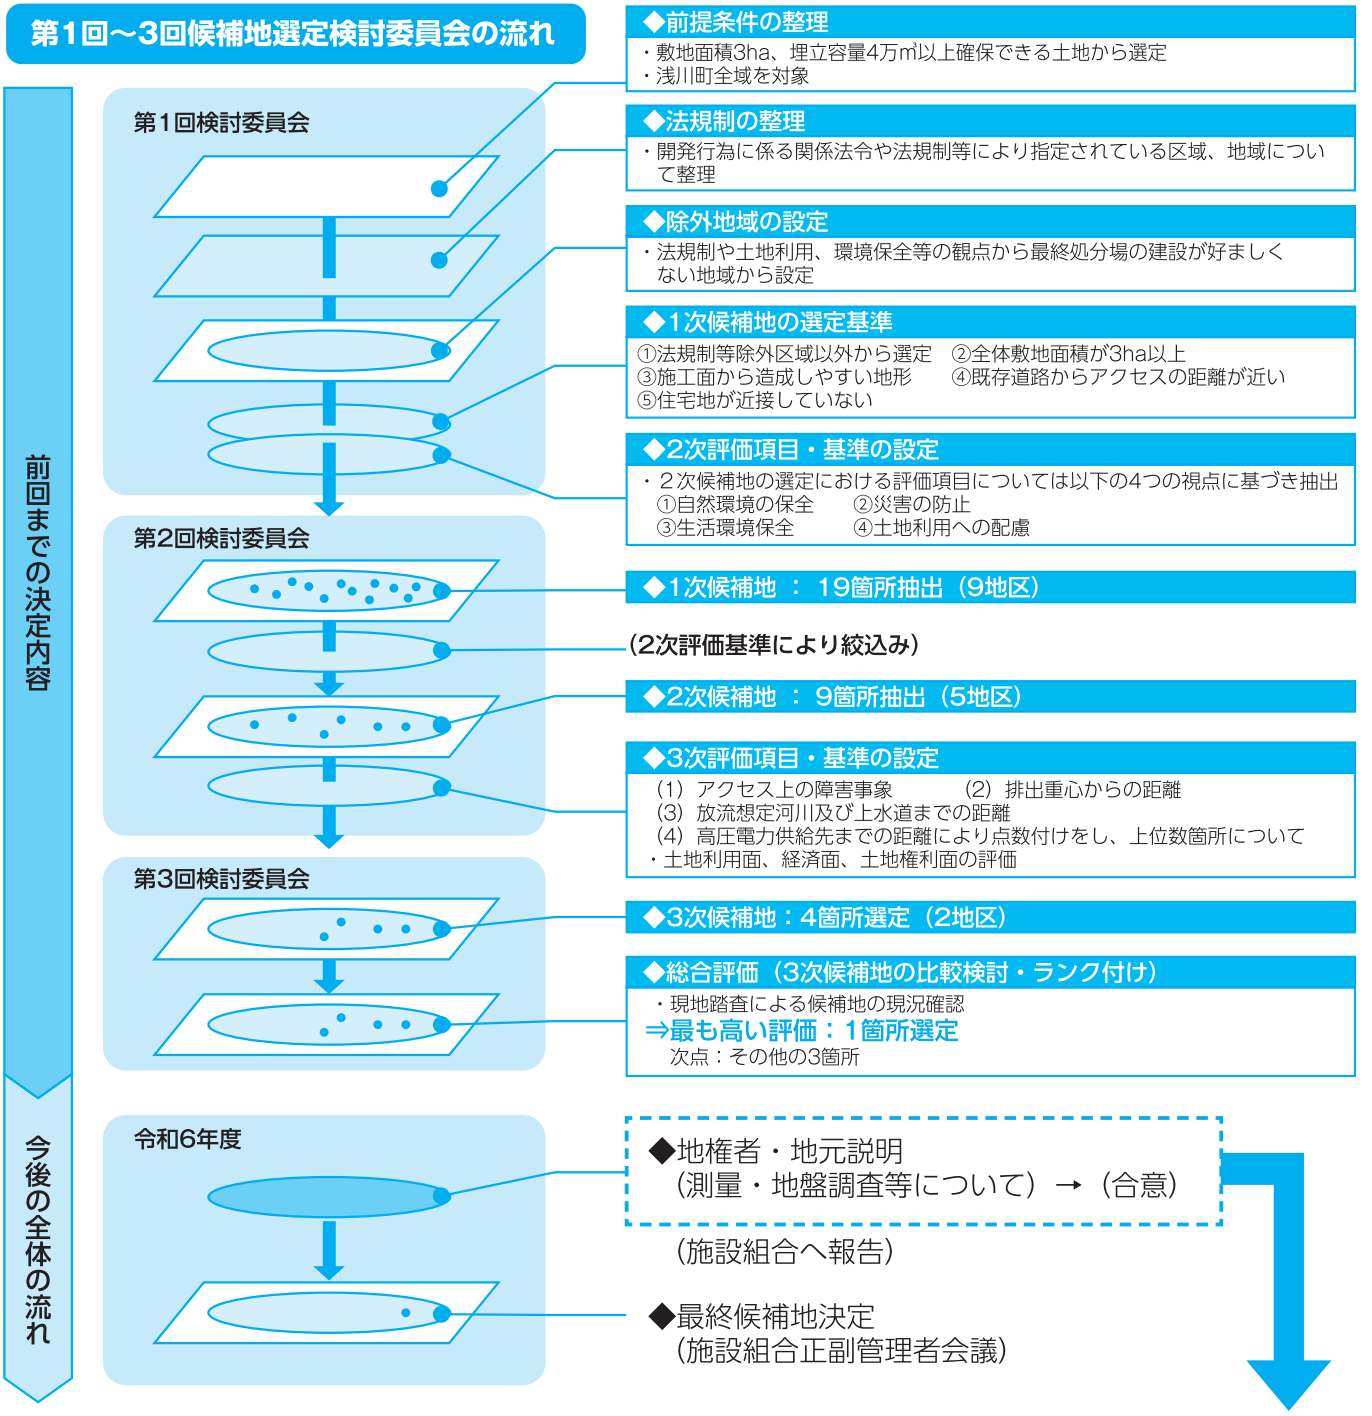 第1回～3回候補地選定検討委員会の流れ
前回までの決定内容
今後の全体の流れ
第1回検討委員会
◆前提条件の整理
・敷地面積3ha、埋立容量4万㎥以上確保できる土地から選定
・浅川町全域を対象
◆法規制の整理
・開発行為に係る関係法令や法規制等により指定されている区域、地域につい
て整理
◆除外地域の設定
・法規制や土地利用、環境保全等の観点から最終処分場の建設が好ましく
ない地域から設定
◆1次候補地の選定基準
①法規制等除外区域以外から選定　②全体敷地面積が3ha以上
③施工面から造成しやすい地形　④既存道路からアクセスの距離が近い
⑤住宅地が近接していない
◆2次評価項目・基準の設定
・２次候補地の選定における評価項目については以下の4つの視点に基づき抽出
①自然環境の保全　②災害の防止
③生活環境保全　④土地利用への配慮
第2回検討委員会
◆1次候補地 ： 19箇所抽出（9地区）
（2次評価基準により絞込み）
◆2次候補地 ： 9箇所抽出（5地区）
◆3次評価項目・基準の設定
（1）アクセス上の障害事象　（2）排出重心からの距離
（3）放流想定河川及び上水道までの距離
（4）高圧電力供給先までの距離により点数付けをし、上位数箇所について
・土地利用面、経済面、土地権利面の評価
第3回検討委員会
◆3次候補地：4箇所選定（2地区）
◆総合評価（3次候補地の比較検討・ランク付け）
・現地踏査による候補地の現況確認
⇒最も高い評価：1箇所選定
次点：その他の3箇所
令和6年度
◆地権者・地元説明
（測量・地盤調査等について）→（合意）
（施設組合へ報告）
◆最終候補地決定
（施設組合正副管理者会議）